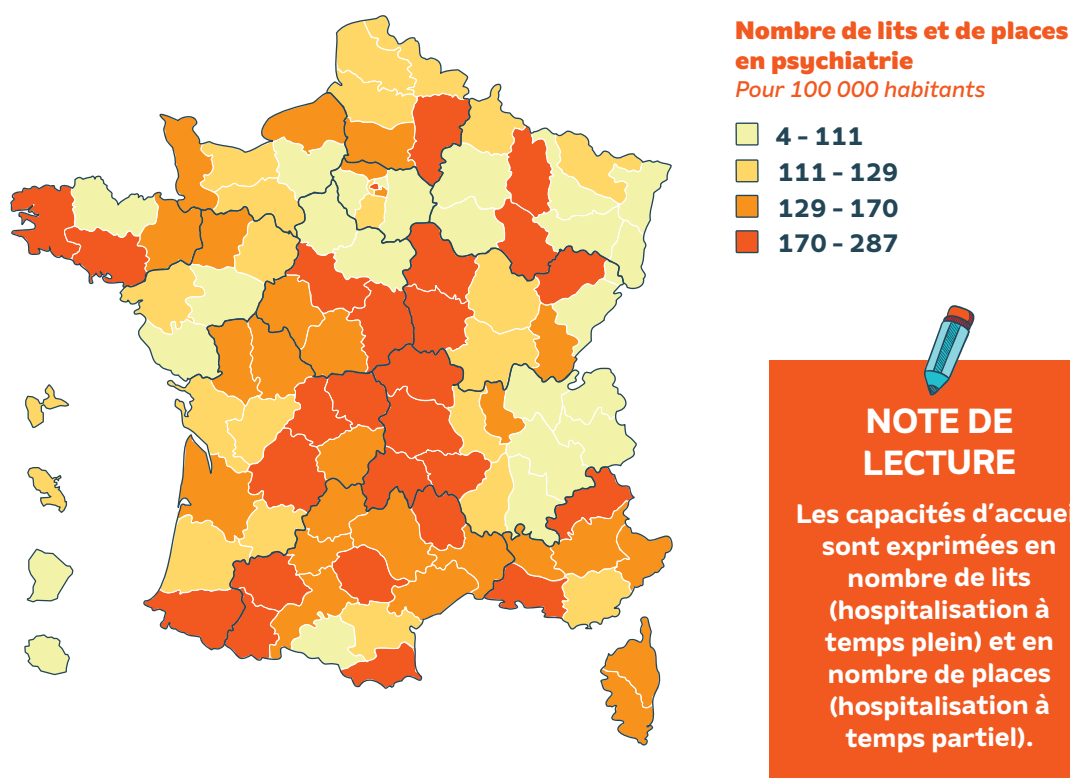 Nombre de lits et de places
en psychiatrie
Pour 100 000 habitants
4 - 111
111 - 129
129 - 170
170 - 287
NOTE DE
LECTURE
Les capacités d'accuei
sont exprimées en
nombre de lits
(hospitalisation à
temps plein) et en
nombre de places
(hospitalisation à
temps partiel).